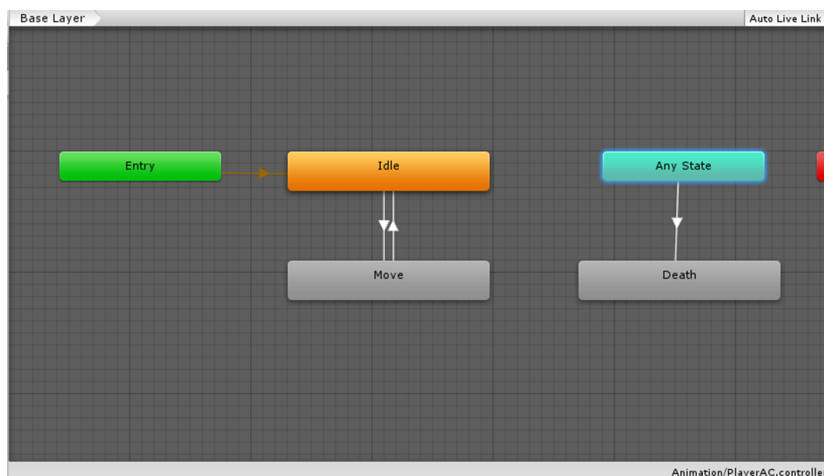 Base Layer
Auto Live Link
Entry
Idle
Any State
Move
Death
Animation/PlayerAC.controlle